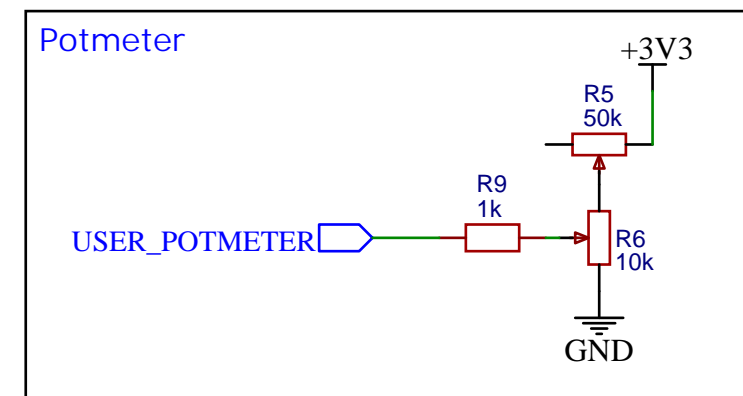 Potmeter
+3V3
R5
50k
R9
1k
USER_POTMETER
R6
10k
GND